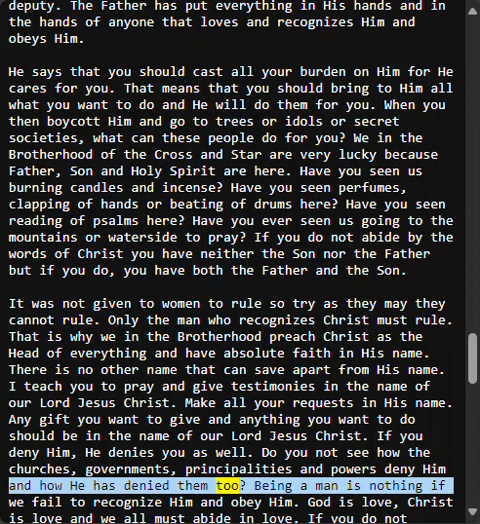 deputy. The Father has put everything in His hands and in
the hands of anyone that loves and recognizes Him and
obeys Him.

He says that you should cast all your burden on Him for He
cares for you. That means that you should bring to Him all
what you want to do and He will do them for you. When you
then boycott Him and go to trees or idols or secret
societies, what can these people do for you? We in the
Brotherhood of the Cross and Star are very lucky because
Father, Son and Holy Spirit are here. Have you seen us
burning candles and incense? Have you seen perfumes,
clapping of hands or beating of drums here? Have you seen
reading of psalms here? Have you ever seen us going to the
mountains or waterside to pray? If you do not abide by the
words of Christ you have neither the Son nor the Father
but if you do, you have both the Father and the Son.

It was not given to women to rule so try as they may they
cannot rule. Only the man who recognizes Christ must rule.
That is why we in the Brotherhood preach Christ as the
Head of everything and have absolute faith in His name.
There is no other name that can save apart from His name.
I teach you to pray and give testimonies in the name of
our Lord Jesus Christ. Make all your requests in His name.
Any gift you want to give and anything you want to do
should be in the name of our Lord Jesus Christ. If you
deny Him, He denies you as well. Do you not see how the
churches, governments, principalities and powers deny Him
and how He has denied them too? Being a man is nothing if
we fail to recognize Him and obey Him. God is love, Christ
is love and we all must abide in love. If you do not